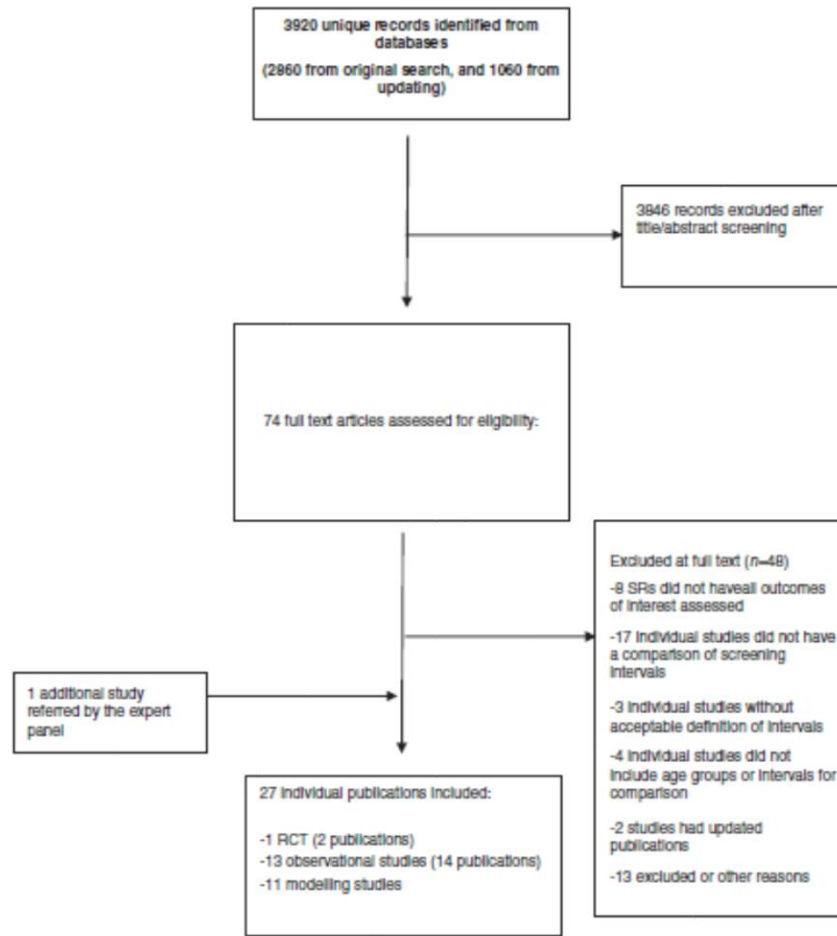 3920 unique records identified from
databases
(2860 from original search, and 1060 from
updating)
3846 records excluded after
title/abstract screening
74 full text articles assessed for eligibility:
Excluded at full text (n=48)
-8 SRs did not haveall outcomes
of interest assessed
-17 Individual studies did not have
a comparison of screening
intervals
-3 Individual studies without
acceptable definition of intervals
-4 Individual studies did not
include age groups or intervals for
comparison
-2 studies had updated
publications
-13 excluded or other reasons
1 additional study
referred by the expert
panel
27 individual publications included:
-1 RCT (2 publications)
-13 observational studies (14 publications)
-11 modelling studies